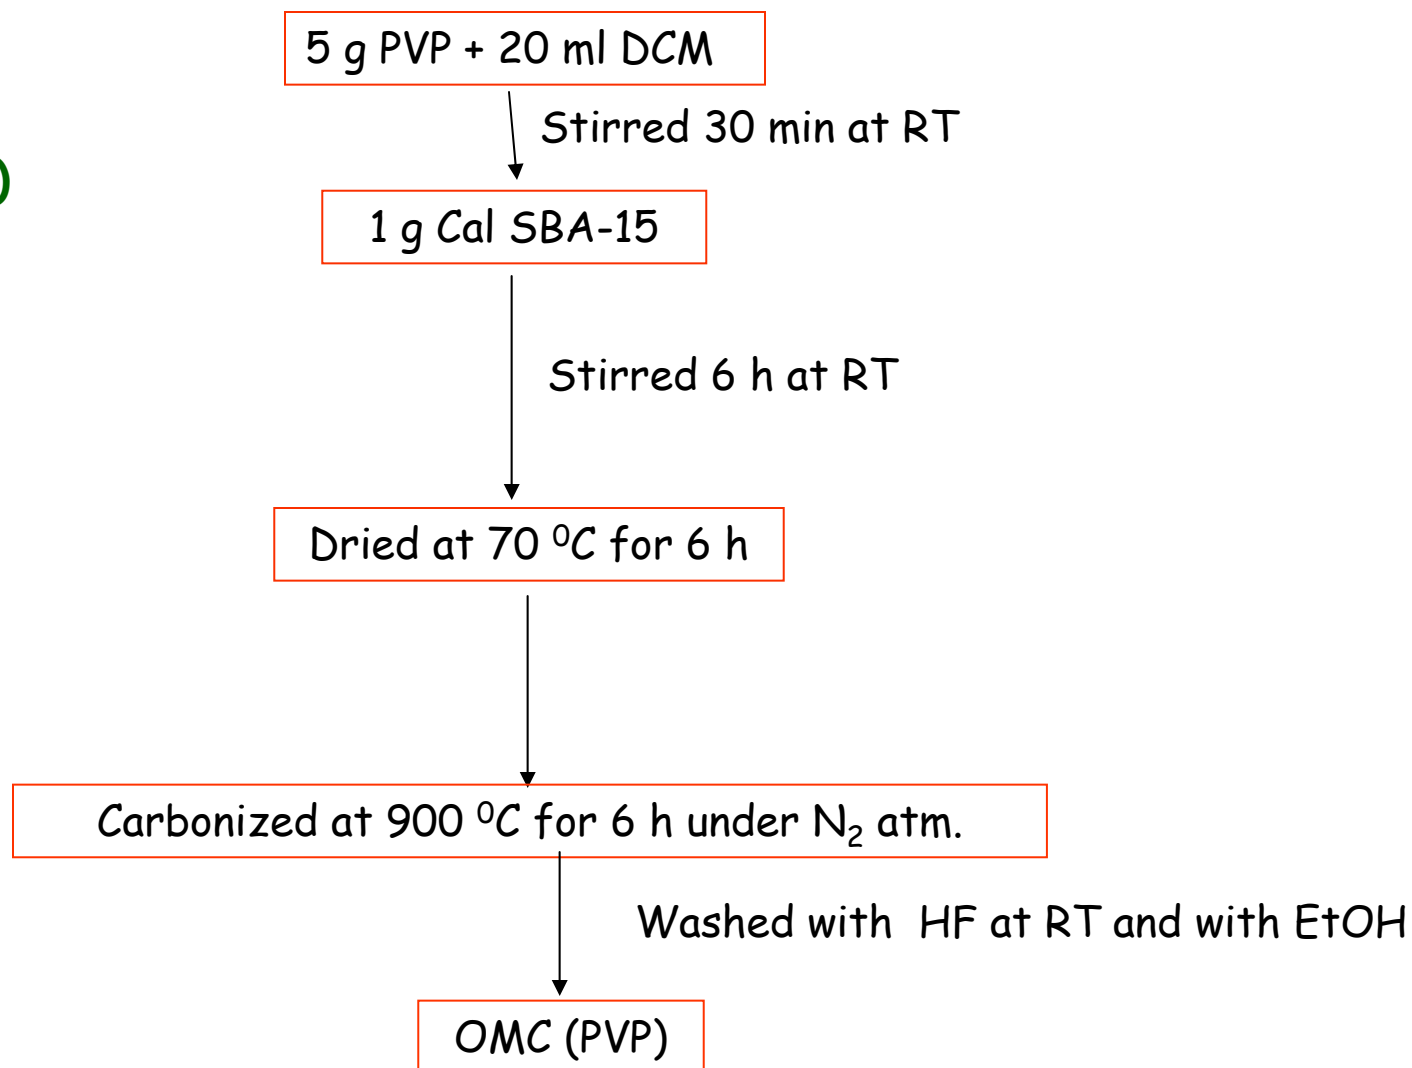 5 g PVP + 20 ml DCM
Stirred 30 min at RT
1 g Cal SBA-15
Stirred 6 h at RT
Dried at 70 ⁰C for 6 h
Carbonized at 900 ⁰C for 6 h under N₂ atm.
Washed with HF at RT and with EtOH
OMC (PVP)